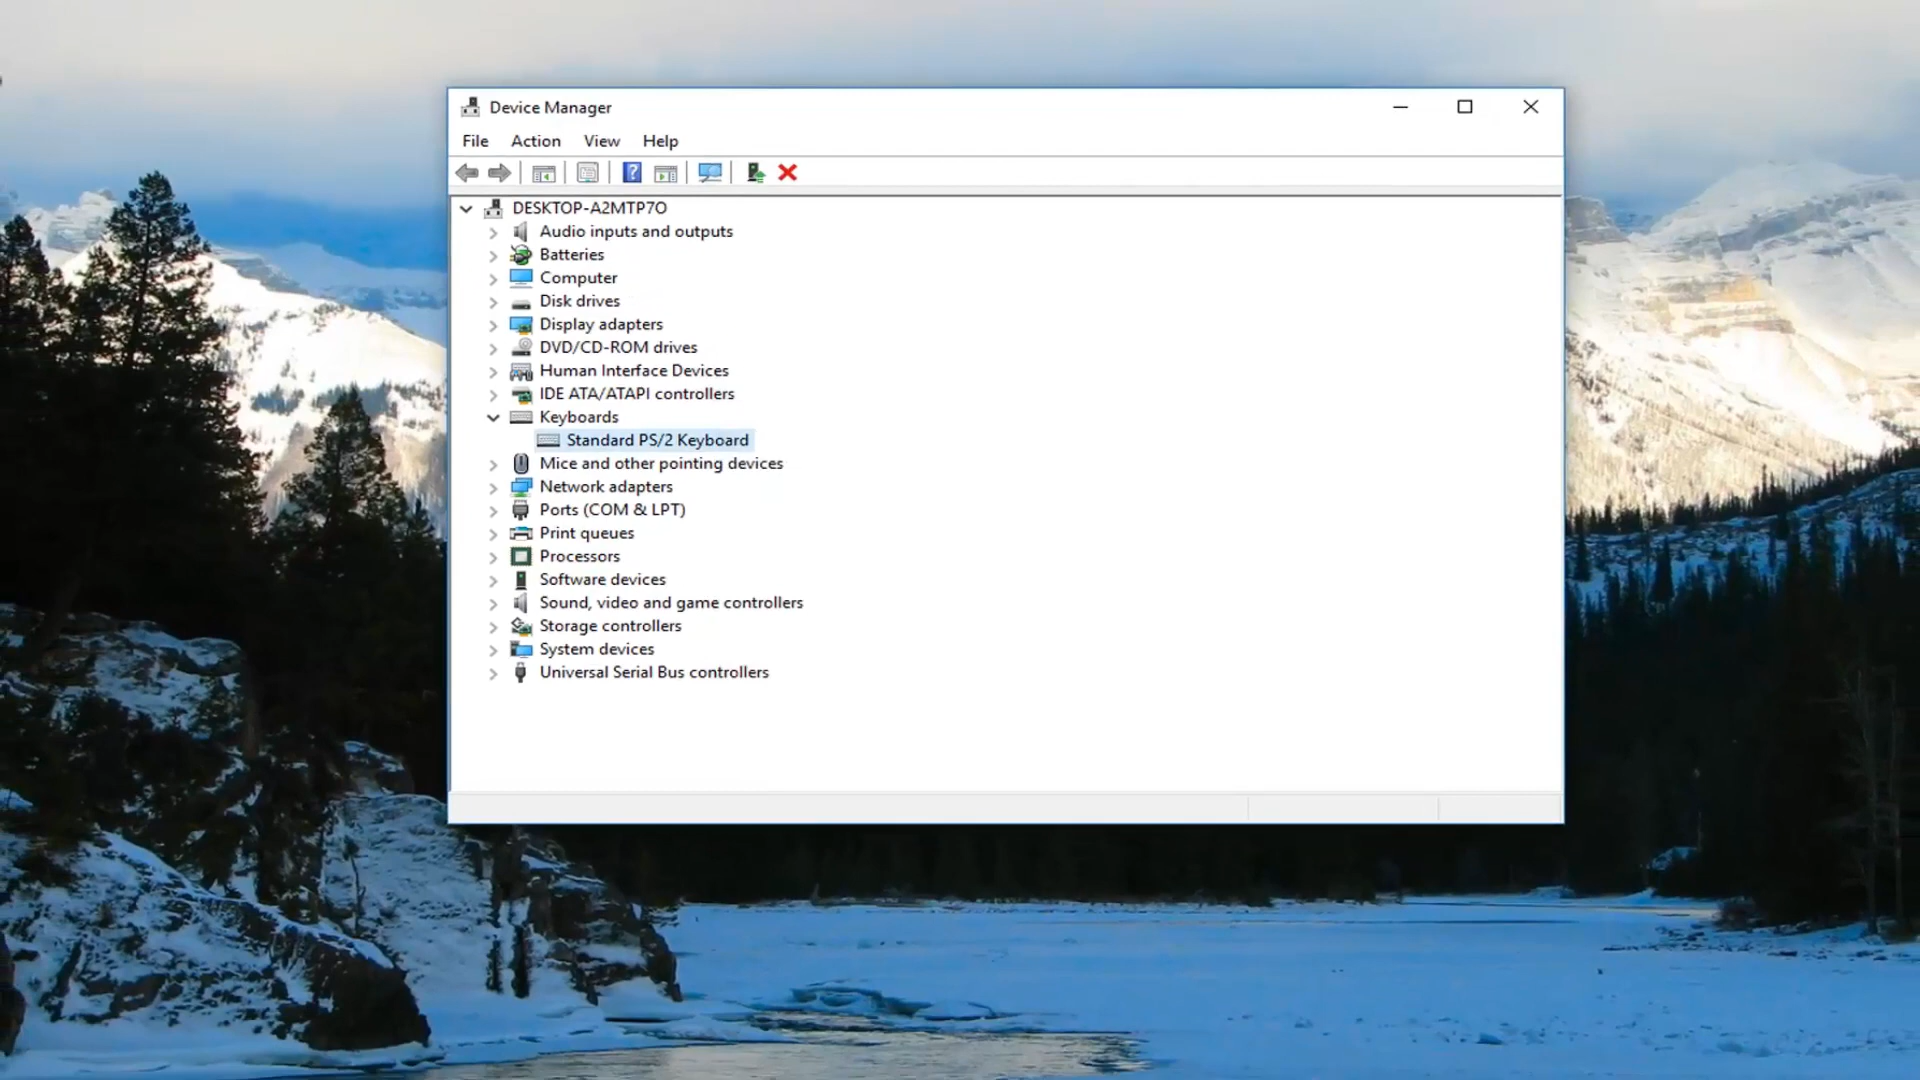 Device Manager
File Action View Help
DESKTOP-A2MTP7O
Audio inputs and outputs
Batteries
Computer
Disk drives
Display adapters
DVD/CD-ROM drives
Human Interface Devices
IDE ATA/ATAPI controllers
Keyboards
Standard PS/2 Keyboard
Mice and other pointing devices
Network adapters
Ports (COM & LPT)
Print queues
Processors
Software devices
Sound, video and game controllers
Storage controllers
System devices
Universal Serial Bus controllers